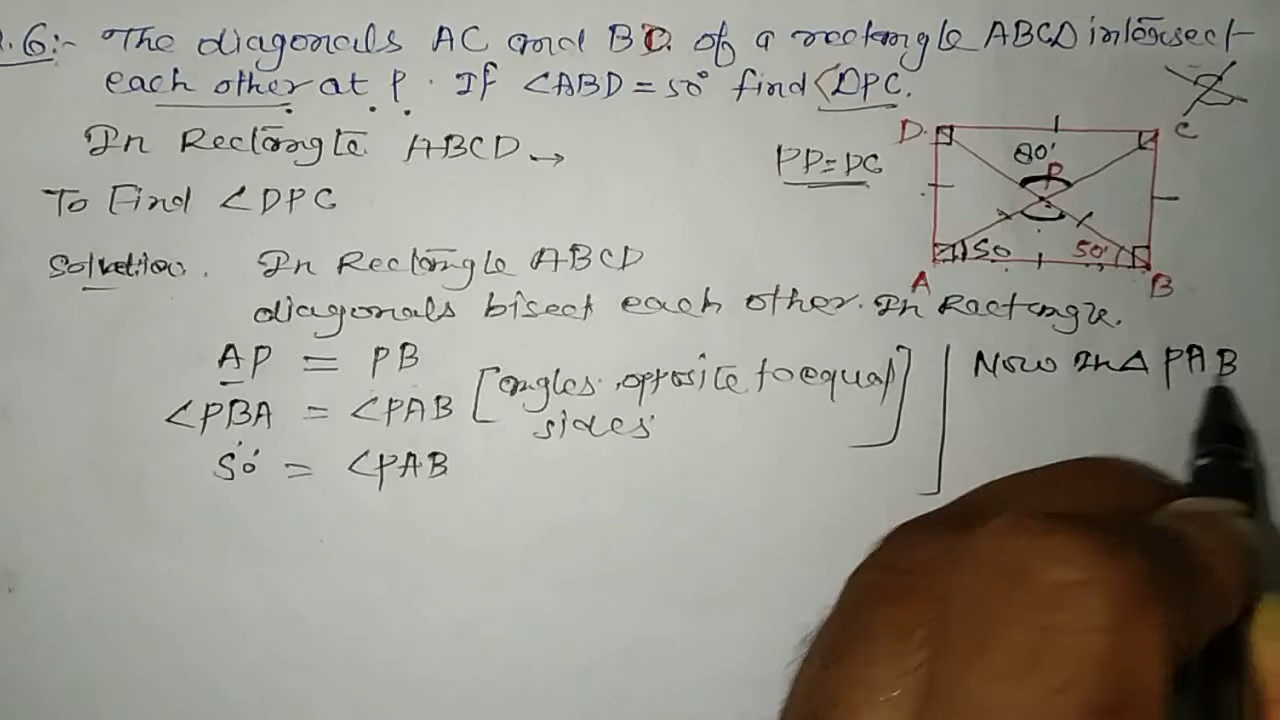 .6:- The diagonals AC and BD of a rectangle ABCD intersect
each other at P. If <ABD = 50° find <DPC.
In Rectangle ABCD →
To Find <DPC
PD=PC
D
C
80°
P
50
50°
A
B
Solution. In Rectangle ABCD
diagonals bisect each other. In Rectangle.
AP = PB
<PBA = <PAB [angles opposite to equal
sides]
50° = <PAB
Now In Δ PAB